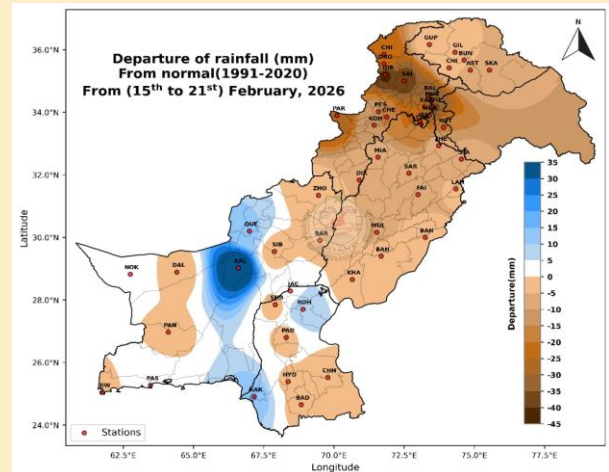 Departure of rainfall (mm)
From normal(1991-2020)
From (15th to 21st) February, 2026
N
36.0°N
34.0°N
32.0°N
30.0°N
28.0°N
26.0°N
24.0°N
Latitude
62.5°E 65.0°E 67.5°E 70.0°E 72.5°E 75.0°E 77.5°E
Longitude
Stations
Departure(mm)
35
30
25
20
15
10
5
0
-5
-10
-15
-20
-25
-30
-35
-40
-45
GUP
CHI
GIL
BUN
DRO
CHI
AST
SKA
DIR
SAI
BAL
PAR
PES
CHE
KOH
KOT
MIA
DIK
SAR
LAH
FAI
ZHO
QUE
BAR
MUL
BAH
SIB
BAH
NOK
DAL
KAL
KHA
JAC
ROH
PAN
PAD
PAS
HYD
CHH
KAR
BAD